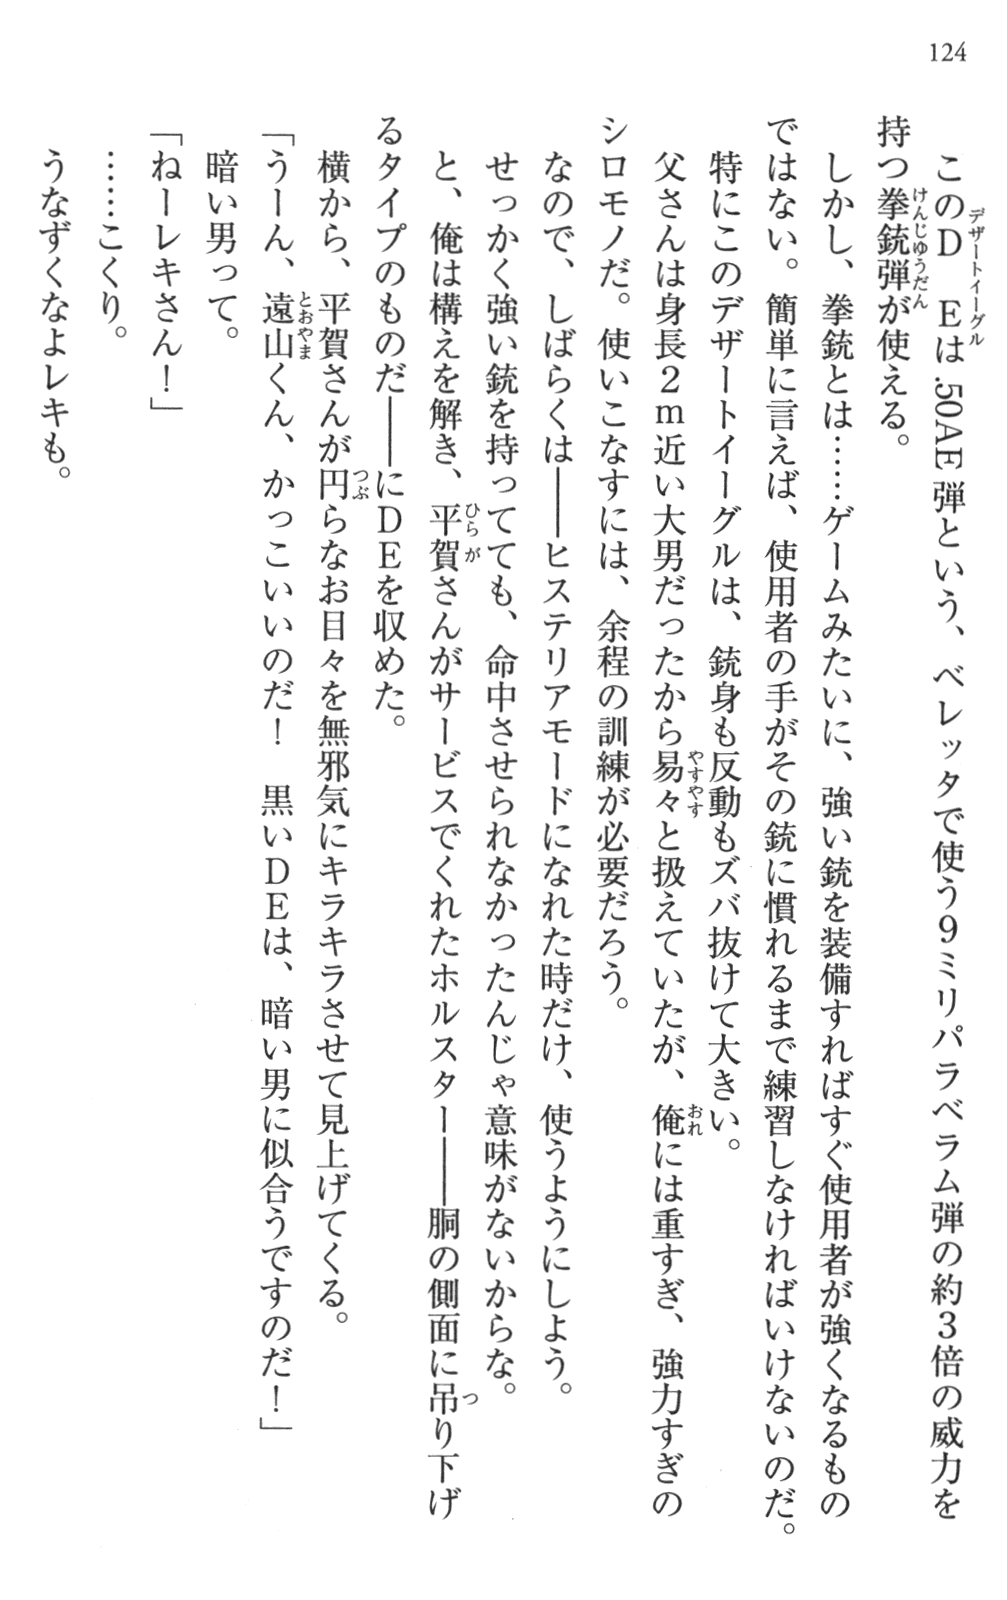 124
このDEは.50AE弾という、ベレッタで使う9ミリパラベラム弾の約3倍の威力を
デザートイーグル
持つ拳銃弾が使える。
けんじゅうだん
しかし、拳銃とは……ゲームみたいに、強い銃を装備すればすぐ使用者が強くなるもの
ではない。簡単に言えば、使用者の手がその銃に慣れるまで練習しなければいけないのだ。
特にこのデザートイーグルは、銃身も反動もズバ抜けて大きい。
父さんは身長2m近い大男だったから易々と扱えていたが、俺には重すぎ、強力すぎの
やすやす
おれ
シロモノだ。使いこなすには、余程の訓練が必要だろう。
なので、しばらくは――ヒステリアモードになれた時だけ、使うようにしよう。
せっかく強い銃を持ってても、命中させられなかったんじゃ意味がないからな。
と、俺は構えを解き、平賀さんがサービスでくれたホルスター――胴の側面に吊り下げ
ひらが
つ
るタイプのものだ――にDEを収めた。
横から、平賀さんが円らなお目々を無邪気にキラキラさせて見上げてくる。
つぶ
「うーん、遠山くん、かっこいいのだ！　黒いDEは、暗い男に似合うですのだ！」
とおやま
暗い男って。
「ねーレキさん！」
……こくり。
うなずくなよレキも。